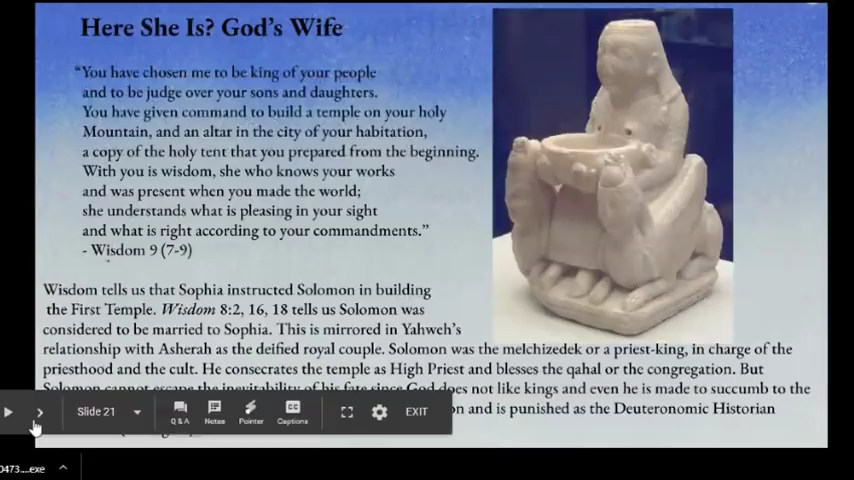 Here She Is? God's Wife
"You have chosen me to be king of your people
and to be judge over your sons and daughters.
You have given command to build a temple on your holy
Mountain, and an altar in the city of your habitation,
a copy of the holy tent that you prepared from the beginning.
With you is wisdom, she who knows your works
and was present when you made the world;
she understands what is pleasing in your sight
and what is right according to your commandments."
- Wisdom 9 (7-9)
Wisdom tells us that Sophia instructed Solomon in building
the First Temple. Wisdom 8:2, 16, 18 tells us Solomon was
considered to be married to Sophia. This is mirrored in Yahweh's
relationship with Asherah as the deified royal couple. Solomon was the melchizedek or a priest-king, in charge of the
priesthood and the cult. He consecrates the temple as High Priest and blesses the qahal or the congregation. But
Solomon cannot escape the inevitability of his fate since God does not like kings and even he is made to succumb to the
on and is punished as the Deuteronomic Historian
Slide 21
Q & A
Notes
Pointer
Captions
EXIT
0473....exe